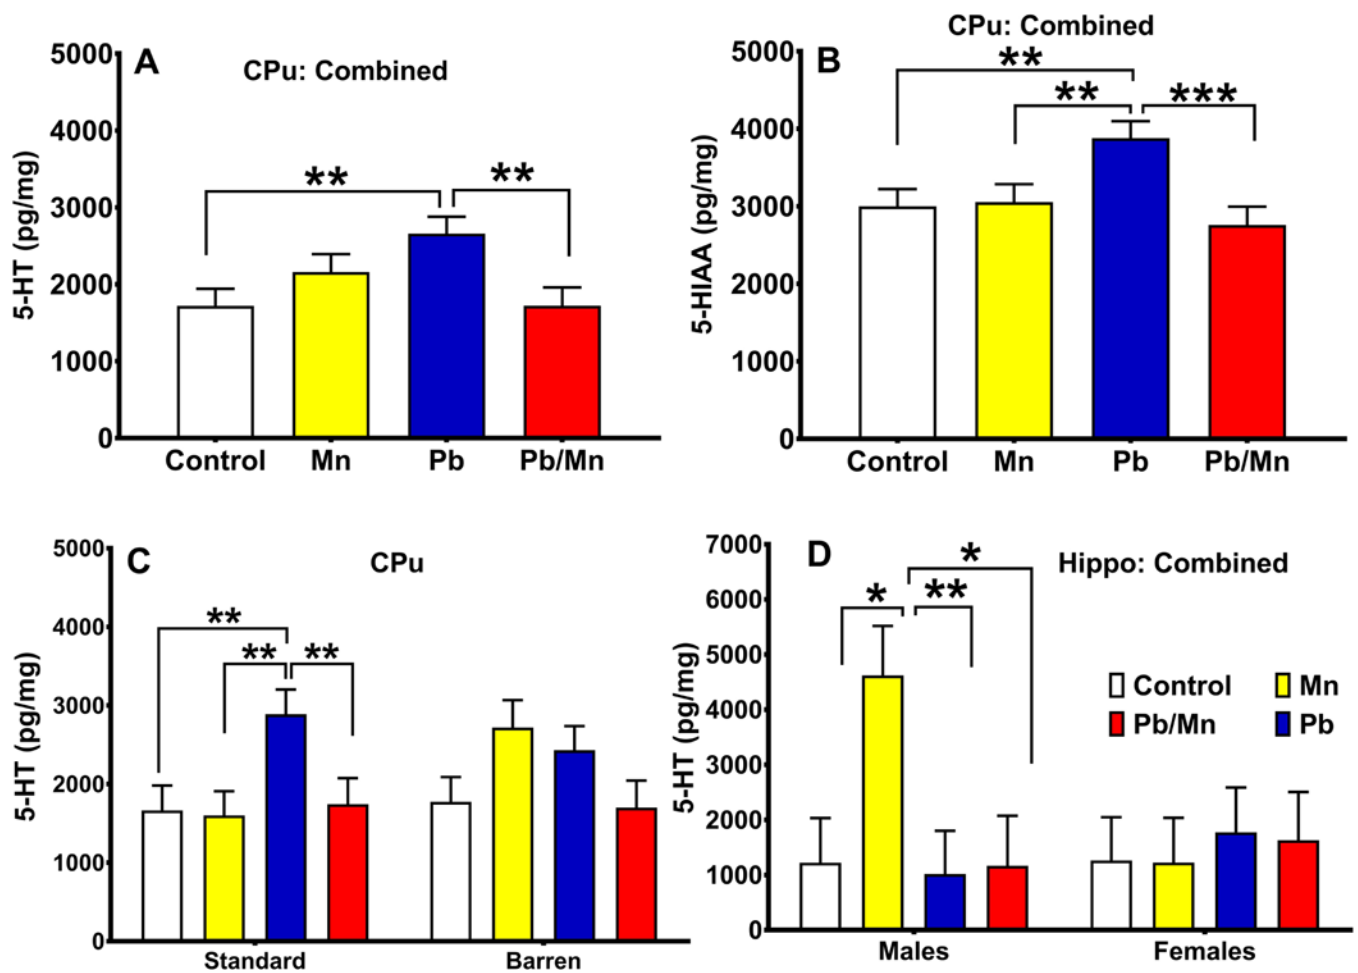 A
CPu: Combined
5-HT (pg/mg)
5000
4000
3000
2000
1000
0
**
**
Control Mn Pb Pb/Mn
B
CPu: Combined
5-HIAA (pg/mg)
5000
4000
3000
2000
1000
0
**
**
***
Control Mn Pb Pb/Mn
C
CPu
5-HT (pg/mg)
5000
4000
3000
2000
1000
0
**
**
**
Standard Barren
D
Hippo: Combined
5-HT (pg/mg)
7000
6000
5000
4000
3000
2000
1000
0
*
*
**
Control Mn
Pb/Mn Pb
Males Females